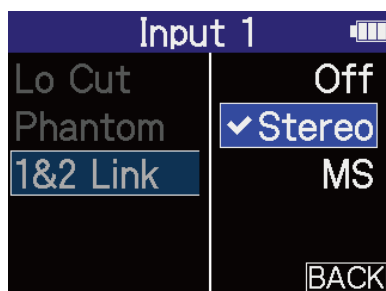 Input 1
Lo Cut
Phantom
1&2 Link
Off
✓Stereo
MS
BACK